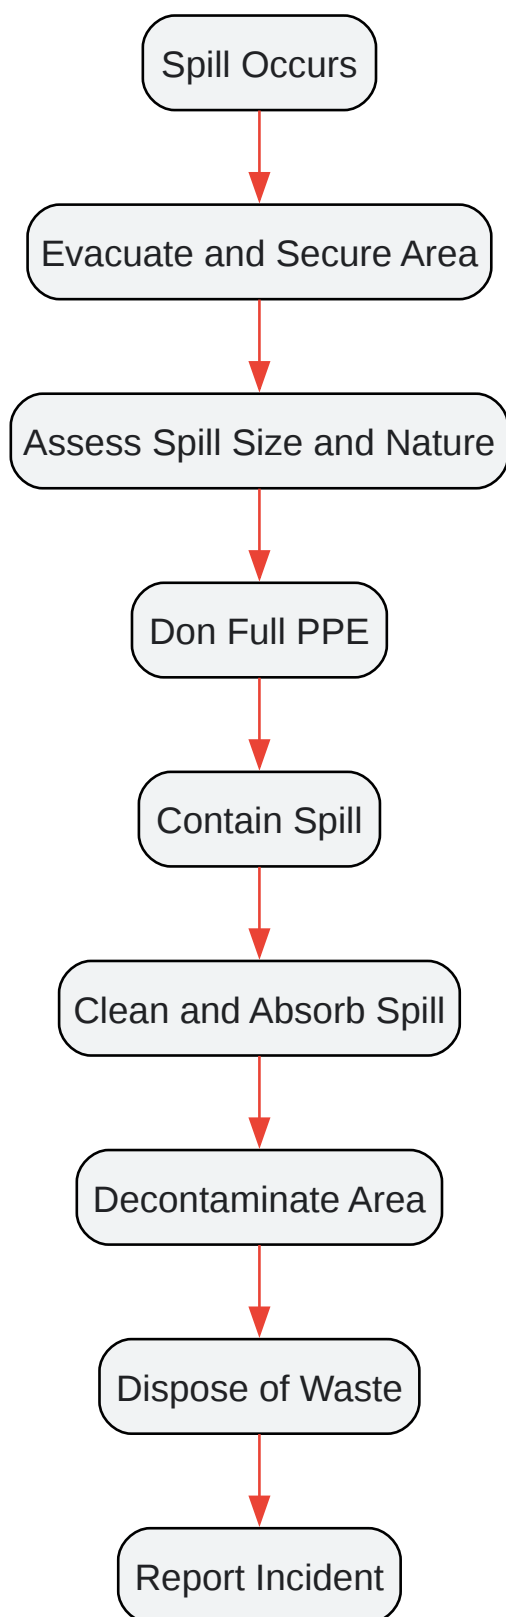 Spill Occurs
Evacuate and Secure Area
Assess Spill Size and Nature
Don Full PPE
Contain Spill
Clean and Absorb Spill
Decontaminate Area
Dispose of Waste
Report Incident